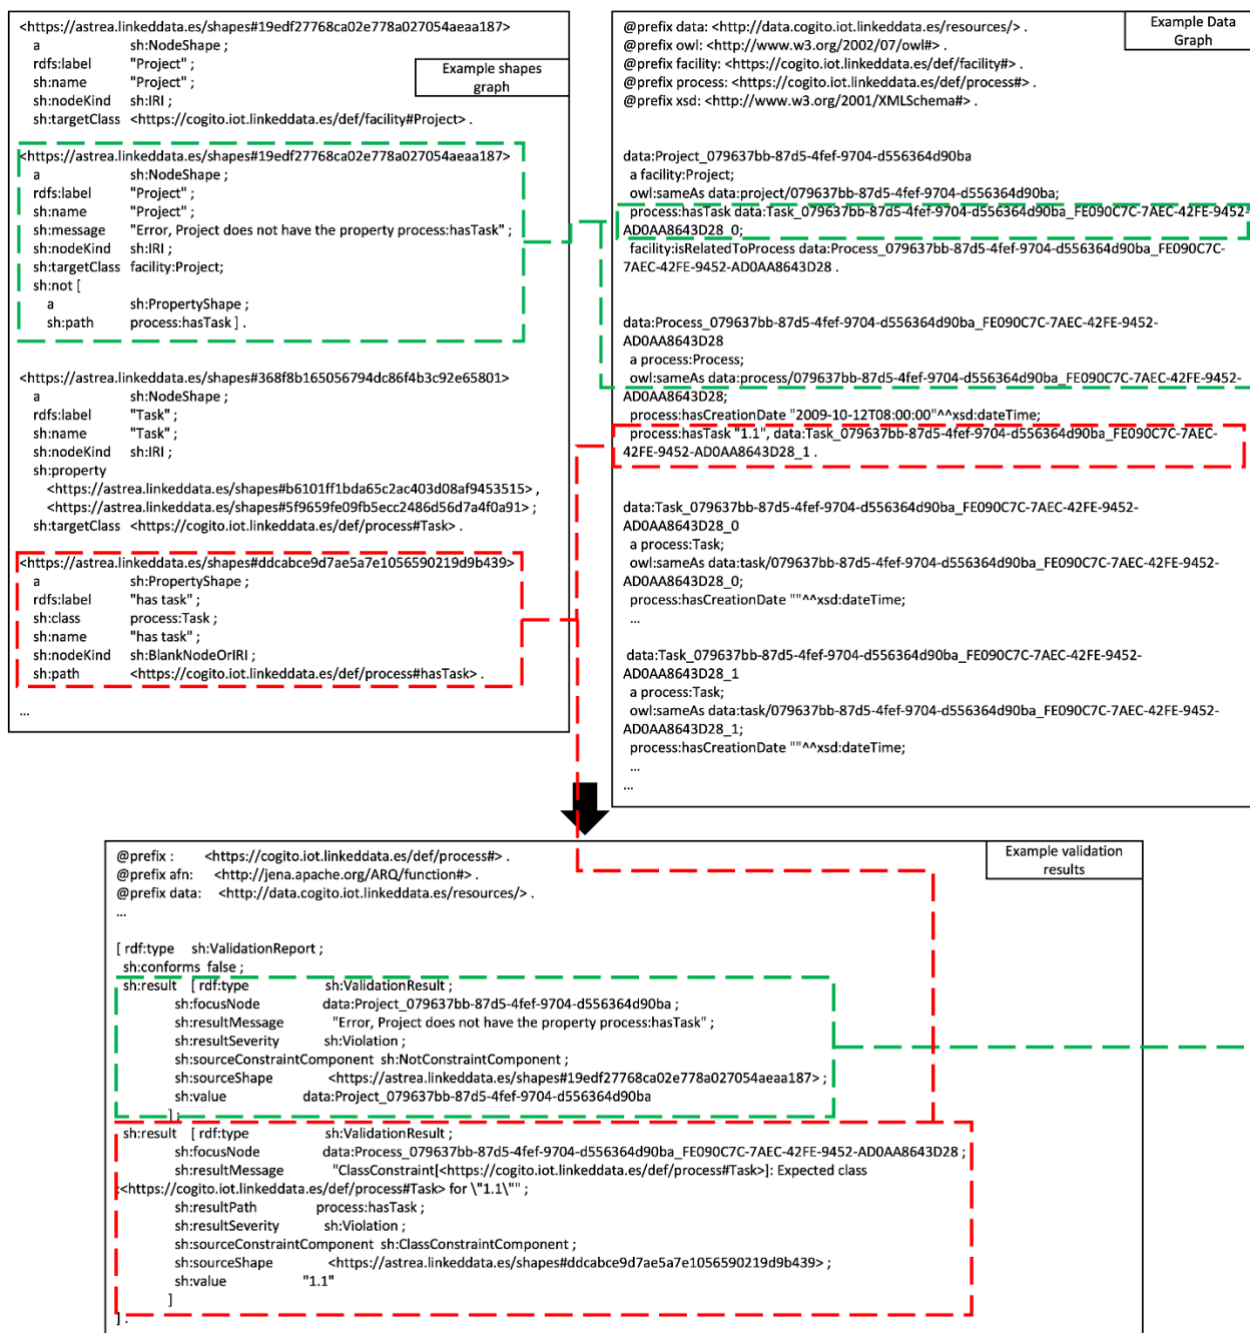 <https://astrea.linkeddata.es/shapes#19edf27768ca02e778a027054aeaa187>
a sh:NodeShape ;
rdfs:label "Project" ;
sh:name "Project" ;
sh:nodeKind sh:IRI ;
sh:targetClass <https://cogito.iot.linkeddata.es/def/facility#Project> .
Example shapes
graph
<https://astrea.linkeddata.es/shapes#19edf27768ca02e778a027054aeaa187>
a sh:NodeShape ;
rdfs:label "Project" ;
sh:name "Project" ;
sh:message "Error, Project does not have the property process:hasTask" ;
sh:nodeKind sh:IRI ;
sh:targetClass facility:Project;
sh:not [
a sh:PropertyShape ;
sh:path process:hasTask ] .
<https://astrea.linkeddata.es/shapes#368f8b165056794dc86f4b3c92e65801>
a sh:NodeShape ;
rdfs:label "Task" ;
sh:name "Task" ;
sh:nodeKind sh:IRI ;
sh:property
<https://astrea.linkeddata.es/shapes#b6101ff1bda65c2ac403d08af9453515> ,
<https://astrea.linkeddata.es/shapes#5f9659fe09fb5ecc2486d56d7a4f0a91> ;
sh:targetClass <https://cogito.iot.linkeddata.es/def/process#Task> .
<https://astrea.linkeddata.es/shapes#ddcabce9d7ae5a7e1056590219d9b439>
a sh:PropertyShape ;
rdfs:label "has task" ;
sh:class process:Task ;
sh:name "has task" ;
sh:nodeKind sh:BlankNodeOrIRI ;
sh:path <https://cogito.iot.linkeddata.es/def/process#hasTask> .
...
@prefix data: <http://data.cogito.iot.linkeddata.es/resources/> .
@prefix owl: <http://www.w3.org/2002/07/owl#> .
@prefix facility: <https://cogito.iot.linkeddata.es/def/facility#> .
@prefix process: <https://cogito.iot.linkeddata.es/def/process#> .
@prefix xsd: <http://www.w3.org/2001/XMLSchema#> .
Example Data
Graph
data:Project_079637bb-87d5-4fef-9704-d556364d90ba
a facility:Project;
owl:sameAs data:project/079637bb-87d5-4fef-9704-d556364d90ba;
process:hasTask data:Task_079637bb-87d5-4fef-9704-d556364d90ba_FE090C7C-7AEC-42FE-9452-
AD0AA8643D28_0;
facility:isRelatedToProcess data:Process_079637bb-87d5-4fef-9704-d556364d90ba_FE090C7C-
7AEC-42FE-9452-AD0AA8643D28 .
data:Process_079637bb-87d5-4fef-9704-d556364d90ba_FE090C7C-7AEC-42FE-9452-
AD0AA8643D28
a process:Process;
owl:sameAs data:process/079637bb-87d5-4fef-9704-d556364d90ba_FE090C7C-7AEC-42FE-9452-
AD0AA8643D28;
process:hasCreationDate "2009-10-12T08:00:00"^^xsd:dateTime;
process:hasTask "1.1", data:Task_079637bb-87d5-4fef-9704-d556364d90ba_FE090C7C-7AEC-
42FE-9452-AD0AA8643D28_1 .
data:Task_079637bb-87d5-4fef-9704-d556364d90ba_FE090C7C-7AEC-42FE-9452-
AD0AA8643D28_0
a process:Task;
owl:sameAs data:task/079637bb-87d5-4fef-9704-d556364d90ba_FE090C7C-7AEC-42FE-9452-
AD0AA8643D28_0;
process:hasCreationDate ""^^xsd:dateTime;
...
data:Task_079637bb-87d5-4fef-9704-d556364d90ba_FE090C7C-7AEC-42FE-9452-
AD0AA8643D28_1
a process:Task;
owl:sameAs data:task/079637bb-87d5-4fef-9704-d556364d90ba_FE090C7C-7AEC-42FE-9452-
AD0AA8643D28_1;
process:hasCreationDate ""^^xsd:dateTime;
...
...
@prefix : <https://cogito.iot.linkeddata.es/def/process#> .
@prefix afn: <http://jena.apache.org/ARQ/function#> .
@prefix data: <http://data.cogito.iot.linkeddata.es/resources/> .
...
Example validation
results
[ rdf:type sh:ValidationReport ;
sh:conforms false ;
sh:result [ rdf:type sh:ValidationResult ;
sh:focusNode data:Project_079637bb-87d5-4fef-9704-d556364d90ba ;
sh:resultMessage "Error, Project does not have the property process:hasTask" ;
sh:resultSeverity sh:Violation ;
sh:sourceConstraintComponent sh:NotConstraintComponent ;
sh:sourceShape <https://astrea.linkeddata.es/shapes#19edf27768ca02e778a027054aeaa187> ;
sh:value data:Project_079637bb-87d5-4fef-9704-d556364d90ba
] ;
sh:result [ rdf:type sh:ValidationResult ;
sh:focusNode data:Process_079637bb-87d5-4fef-9704-d556364d90ba_FE090C7C-7AEC-42FE-9452-AD0AA8643D28 ;
sh:resultMessage "ClassConstraint[<https://cogito.iot.linkeddata.es/def/process#Task>]: Expected class
:<https://cogito.iot.linkeddata.es/def/process#Task> for \"1.1\"" ;
sh:resultPath process:hasTask ;
sh:resultSeverity sh:Violation ;
sh:sourceConstraintComponent sh:ClassConstraintComponent ;
sh:sourceShape <https://astrea.linkeddata.es/shapes#ddcabce9d7ae5a7e1056590219d9b439> ;
sh:value "1.1"
]
] .